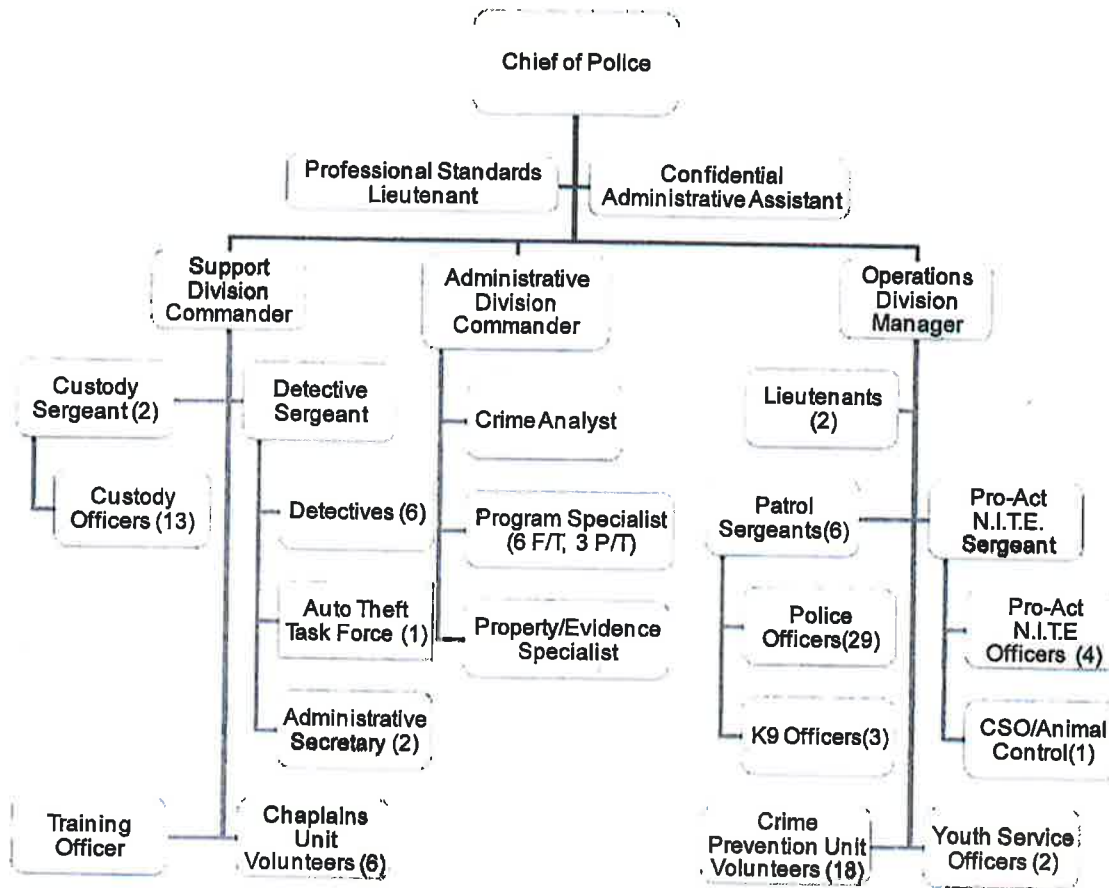 Chief of Police
Professional Standards
Lieutenant
Confidential
Administrative Assistant
Support
Division
Commander
Administrative
Division
Commander
Operations
Division
Manager
Custody
Sergeant (2)
Custody
Officers (13)
Detective
Sergeant
Detectives (6)
Auto Theft
Task Force (1)
Administrative
Secretary (2)
Training
Officer
Chaplains
Unit
Volunteers (6)
Crime Analyst
Program Specialist
(6 F/T, 3 P/T)
Property/Evidence
Specialist
Lieutenants
(2)
Patrol
Sergeants(6)
Police
Officers(29)
K9 Officers(3)
Pro-Act
N.I.T.E.
Sergeant
Pro-Act
N.I.T.E
Officers (4)
CSO/Animal
Control(1)
Crime
Prevention Unit
Volunteers (18)
Youth Service
Officers (2)